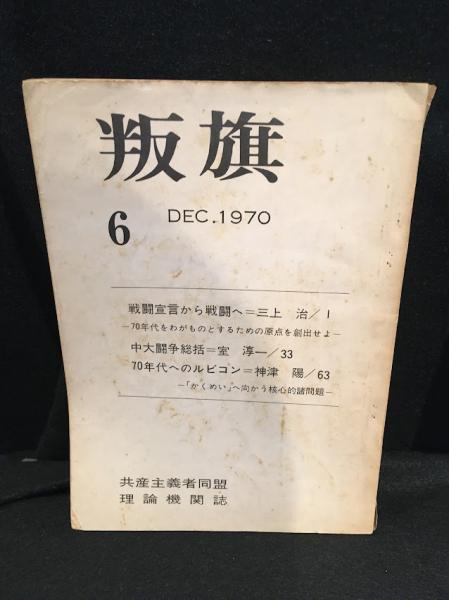 叛旗
6 DEC.1970
戦闘宣言から戦闘へ＝三上　治/1
—70年代をわがものとするための原点を創出せよ—
中大闘争総括＝室　淳一/33
70年代へのルビコン＝神津　陽/63
—「かくめい」へ向かう核心的諸問題—
共産主義者同盟
理論機関誌